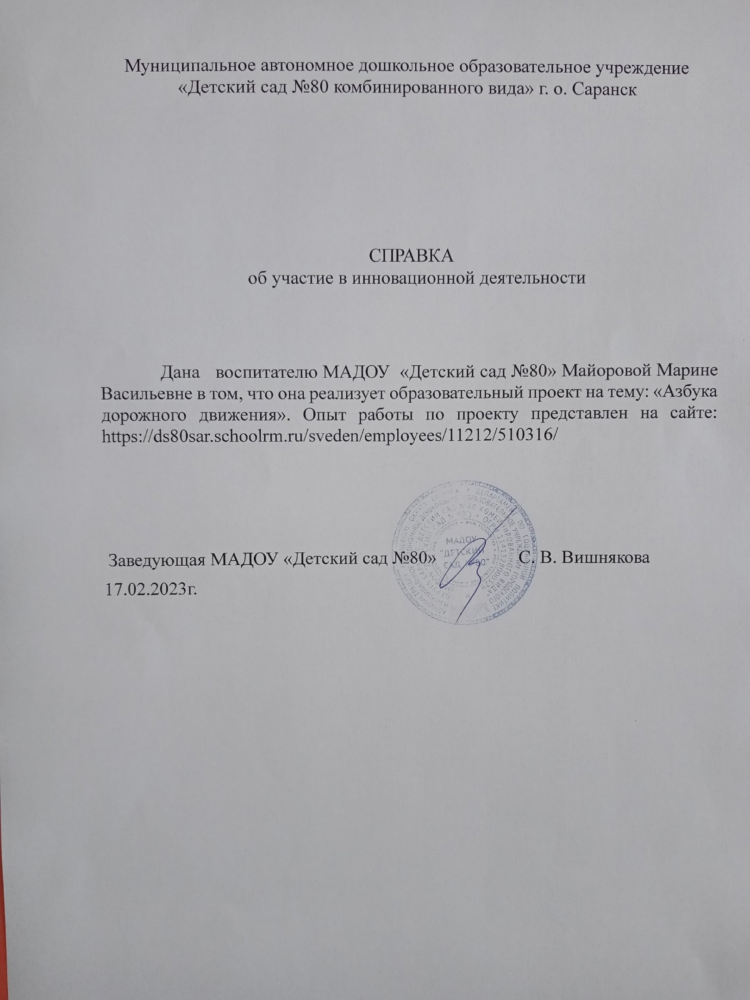 Муниципальное автономное дошкольное образовательное учреждение
«Детский сад №80 комбинированного вида» г. о. Саранск
СПРАВКА
об участие в инновационной деятельности
Дана воспитателю МАДОУ «Детский сад №80» Майоровой Марине
Васильевне в том, что она реализует образовательный проект на тему: «Азбука
дорожного движения». Опыт работы по проекту представлен на сайте:
https://ds80sar.schoolrm.ru/sveden/employees/11212/510316/
Заведующая МАДОУ «Детский сад №80» С. В. Вишнякова
17.02.2023г.
МАДОУ
"ДЕТСКИЙ
САД №80"